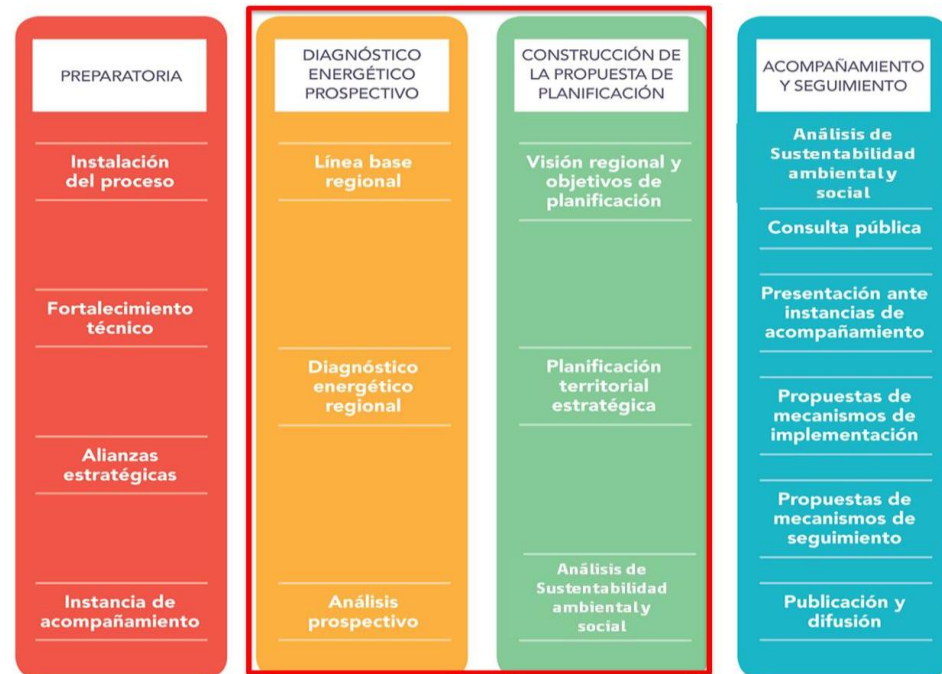 PREPARATORIA
Instalación
del proceso
Fortalecimiento
técnico
Alianzas
estratégicas
Instancia de
acompañamiento
DIAGNÓSTICO
ENERGÉTICO
PROSPECTIVO
Línea base
regional
Diagnóstico
energético
regional
Análisis
prospectivo
CONSTRUCCIÓN DE
LA PROPUESTA DE
PLANIFICACIÓN
Visión regional y
objetivos de
planificación
Planificación
territorial
estratégica
Análisis de
Sustentabilidad
ambiental y
social
ACOMPAÑAMIENTO
Y SEGUIMIENTO
Análisis de
Sustentabilidad
ambiental y
social
Consulta pública
Presentación ante
instancias de
acompañamiento
Propuestas de
mecanismos de
implementación
Propuestas de
mecanismos de
seguimiento
Publicación y
difusión